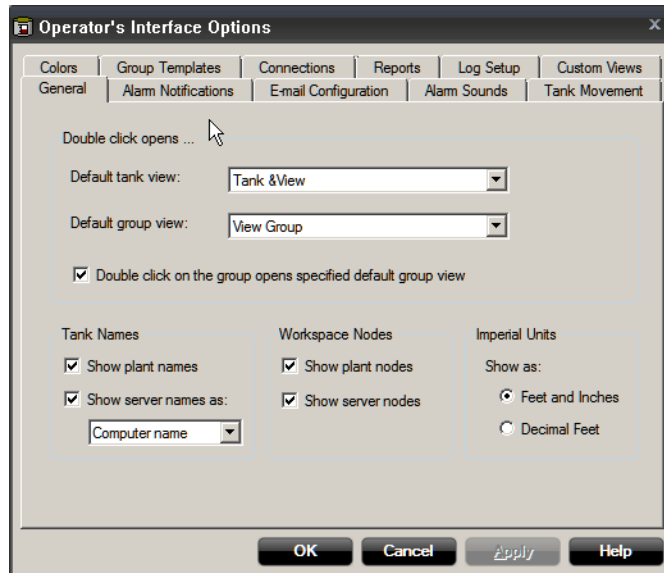 Operator's Interface Options
x
Colors Group Templates Connections Reports Log Setup Custom Views
General Alarm Notifications E-mail Configuration Alarm Sounds Tank Movement
Double click opens ...
Default tank view: Tank &View
Default group view: View Group
Double click on the group opens specified default group view
Tank Names Workspace Nodes Imperial Units
Show plant names Show plant nodes Show as:
Show server names as: Show server nodes Feet and Inches
Computer name Decimal Feet
OK Cancel Apply Help